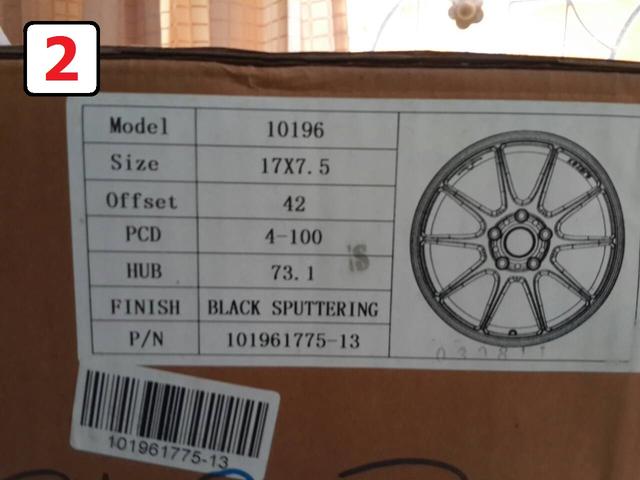 2
Model 10196
Size 17X7.5
Offset 42
PCD 4-100
HUB 73.1
FINISH BLACK SPUTTERING
P/N 101961775-13
101961775-13